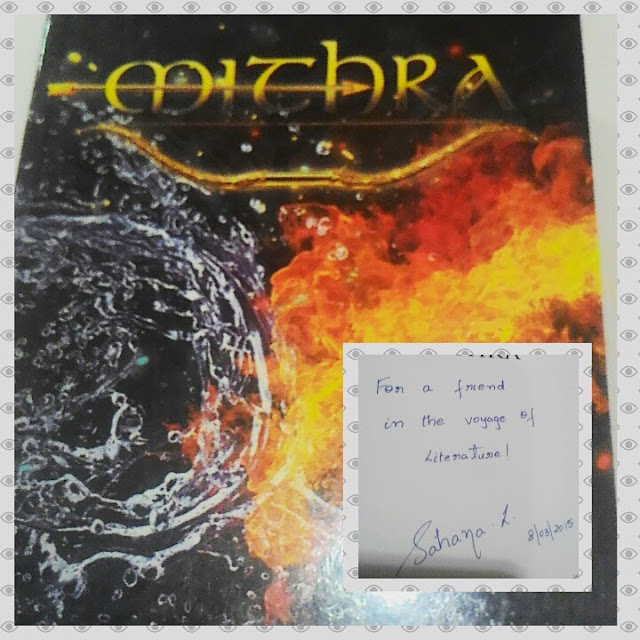 MITHRA
For a friend
in the voyage of
Literature!
Sahana. L.
8/03/2015